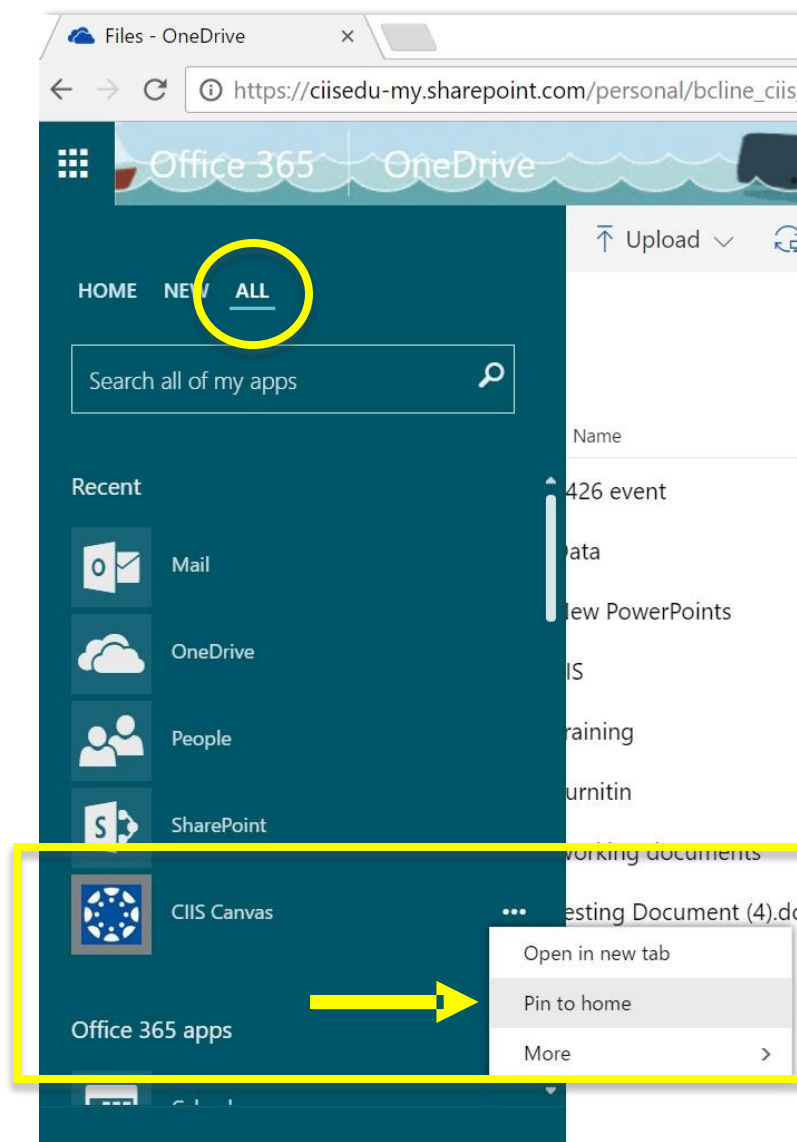 Files - OneDrive
https://ciisedu-my.sharepoint.com/personal/bcline_ciis
Office 365 OneDrive
Upload
HOME NEW ALL
Search all of my apps
Name
Recent
426 event
Mail
ata
ew PowerPoints
OneDrive
IS
People
raining
urnitin
SharePoint
working documents
CIIS Canvas
esting Document (4).do
Open in new tab
Pin to home
Office 365 apps
More